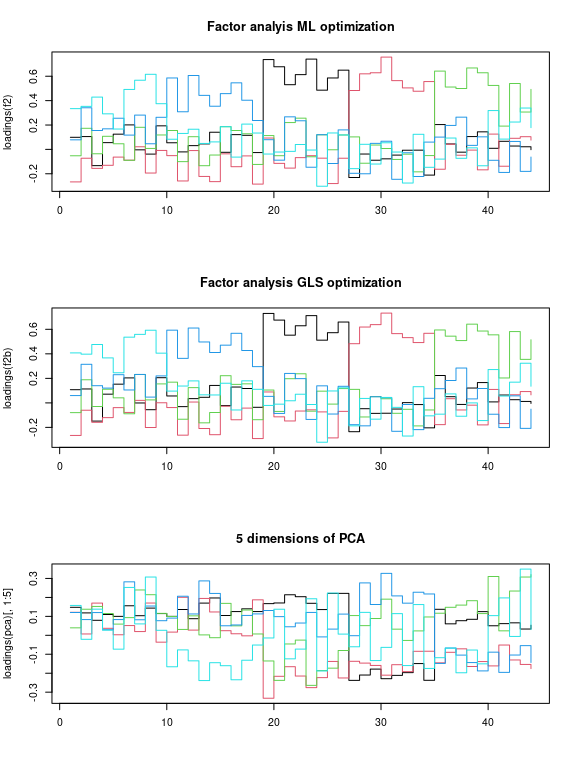 Factor analyis ML optimization
loadings(f2)
-0.2 0.2 0.4 0.6
0 10 20 30 40
Factor analysis GLS optimization
loadings(f2b)
-0.2 0.2 0.4 0.6
0 10 20 30 40
5 dimensions of PCA
loadings(pca)[, 1:5]
-0.3 -0.1 0.1 0.3
0 10 20 30 40